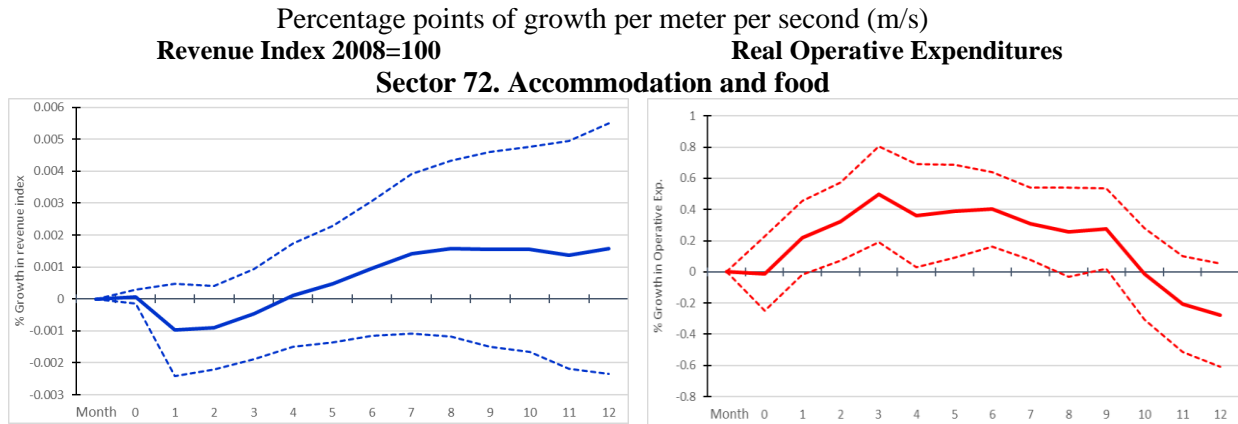 Percentage points of growth per meter per second (m/s)
Revenue Index 2008=100 Real Operative Expenditures
Sector 72. Accommodation and food
% Growth in revenue index
0.006
0.005
0.004
0.003
0.002
0.001
0
-0.001
-0.002
-0.003
Month 0 1 2 3 4 5 6 7 8 9 10 11 12
% Growth in Operative Exp.
1
0.8
0.6
0.4
0.2
0
-0.2
-0.4
-0.6
-0.8
Month 0 1 2 3 4 5 6 7 8 9 10 11 12